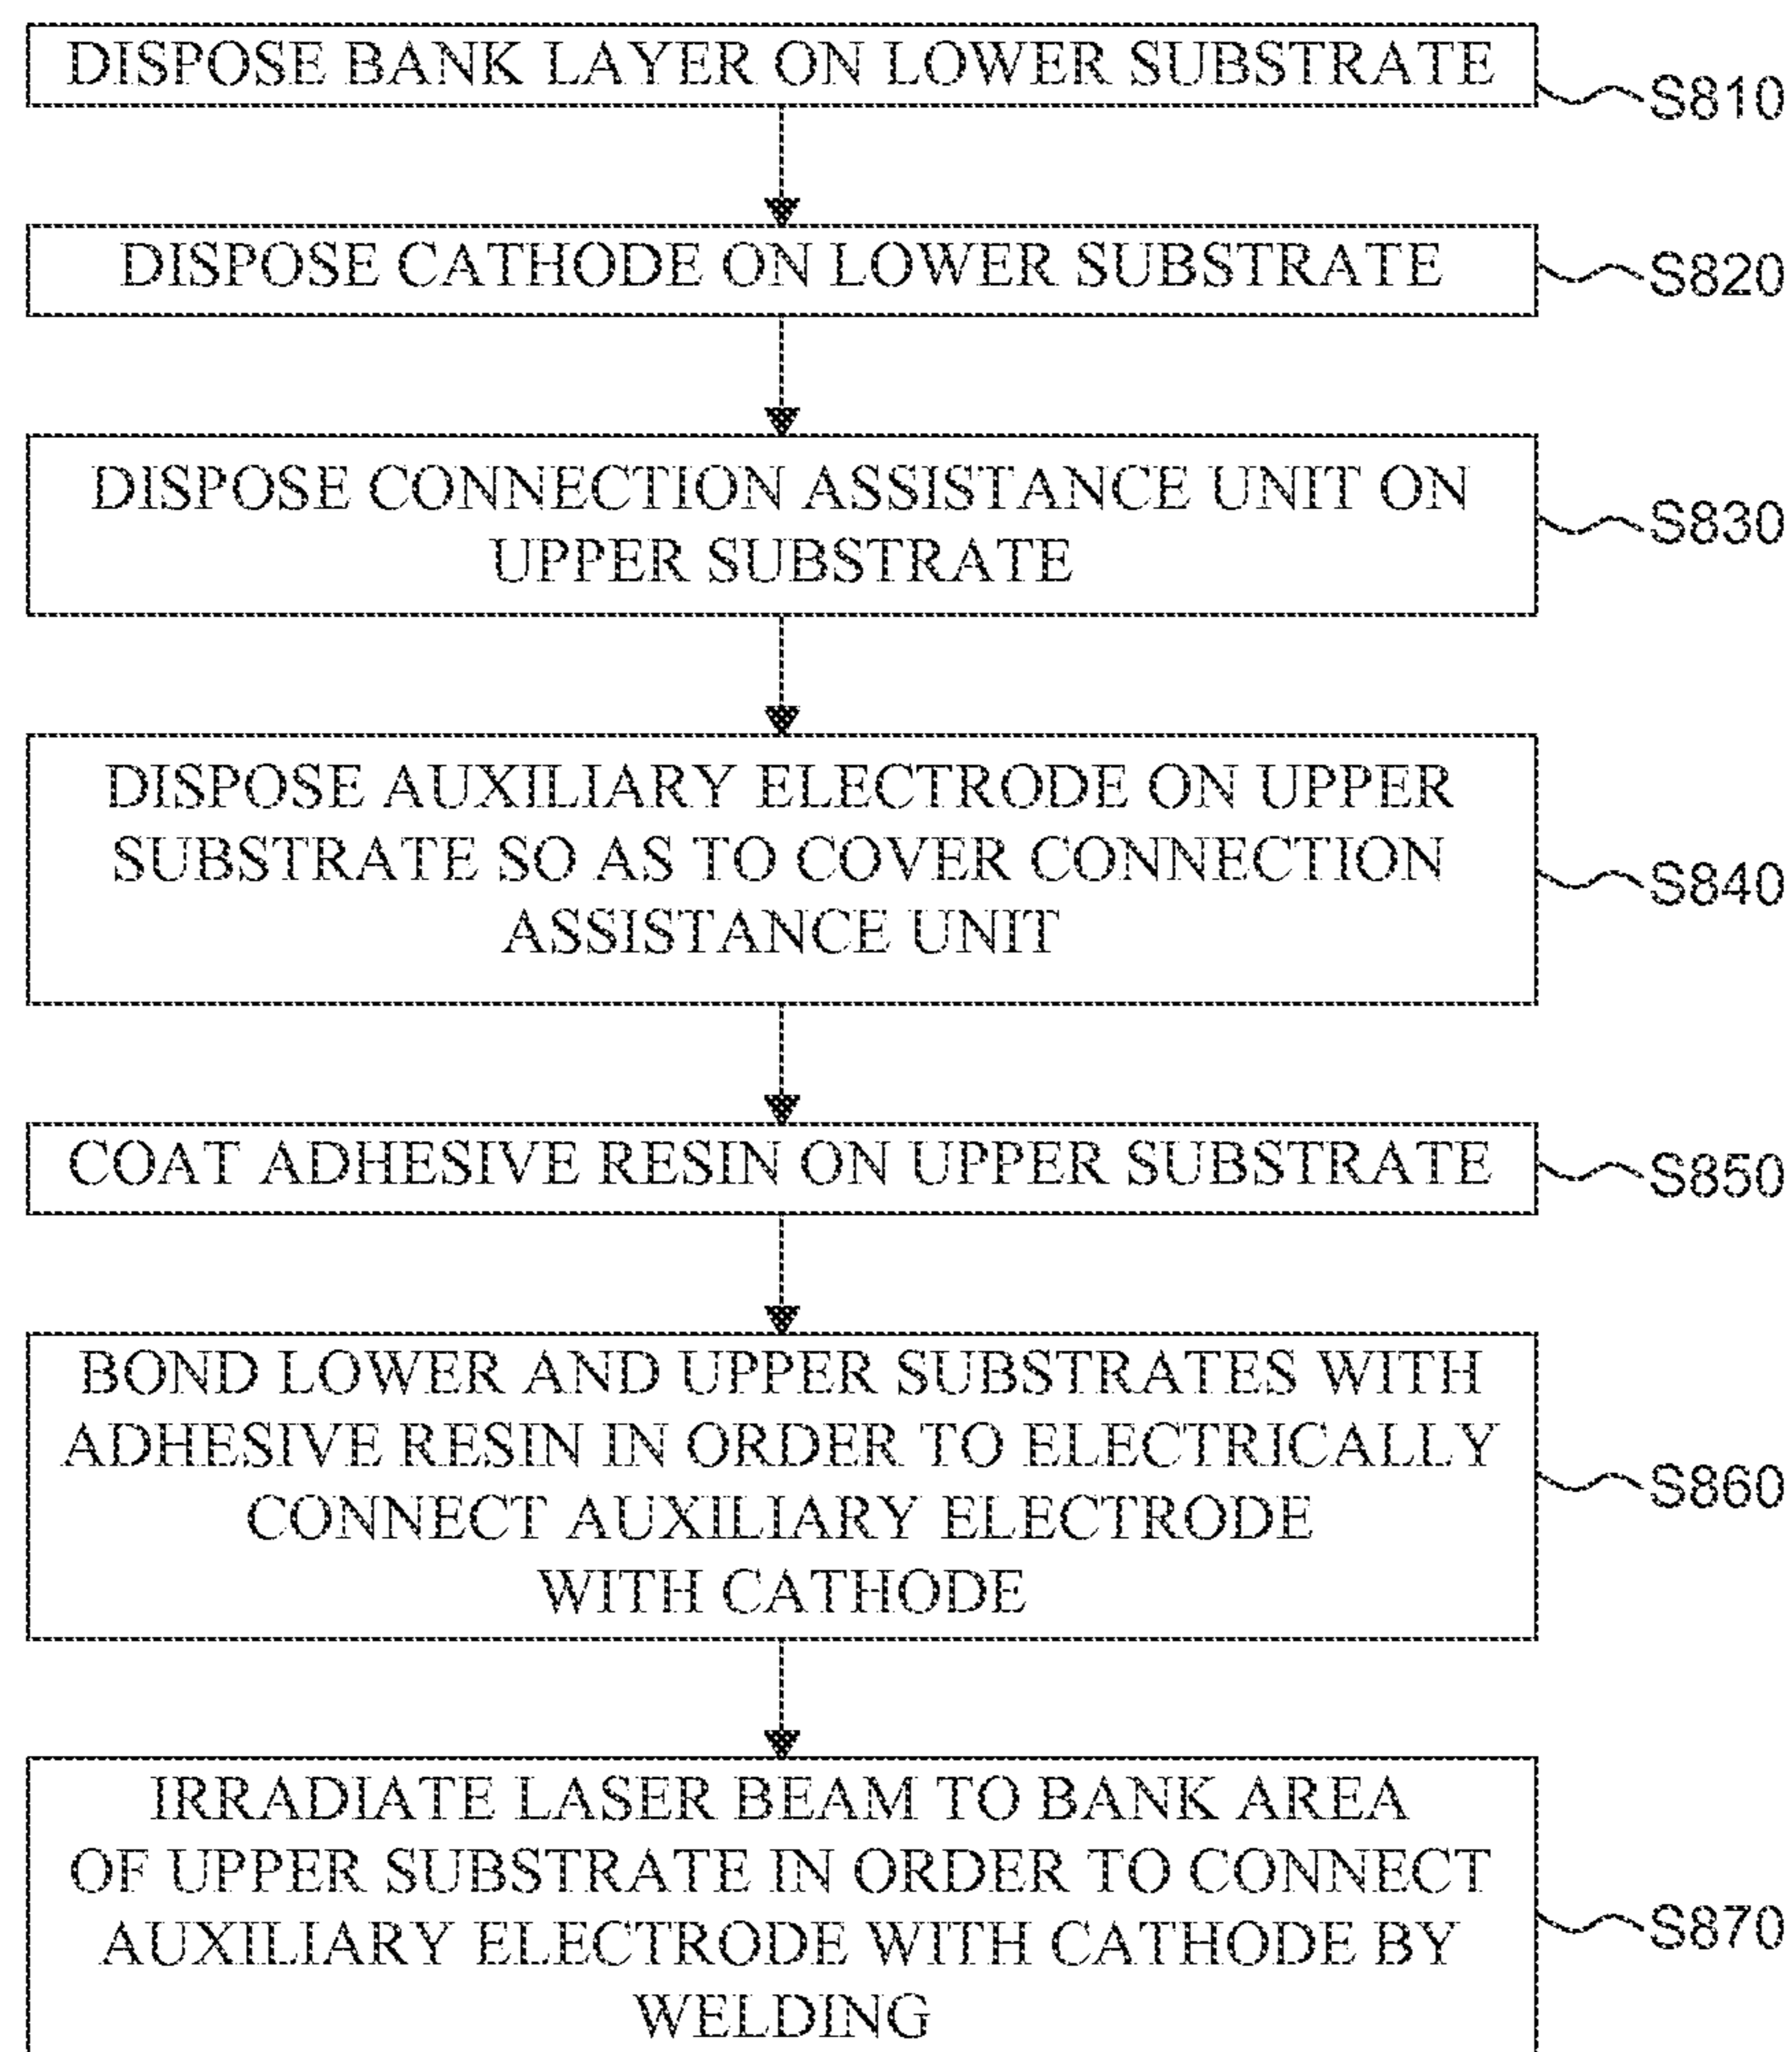 DISPOSE BANK LAYER ON LOWER SUBSTRATE
S810
DISPOSE CATHODE ON LOWER SUBSTRATE
S820
DISPOSE CONNECTION ASSISTANCE UNIT ON
UPPER SUBSTRATE
S830
DISPOSE AUXILIARY ELECTRODE ON UPPER
SUBSTRATE SO AS TO COVER CONNECTION
ASSISTANCE UNIT
S840
COAT ADHESIVE RESIN ON UPPER SUBSTRATE
S850
BOND LOWER AND UPPER SUBSTRATES WITH
ADHESIVE RESIN IN ORDER TO ELECTRICALLY
CONNECT AUXILIARY ELECTRODE
WITH CATHODE
S860
IRRADIATE LASER BEAM TO BANK AREA
OF UPPER SUBSTRATE IN ORDER TO CONNECT
AUXILIARY ELECTRODE WITH CATHODE BY
WELDING
S870